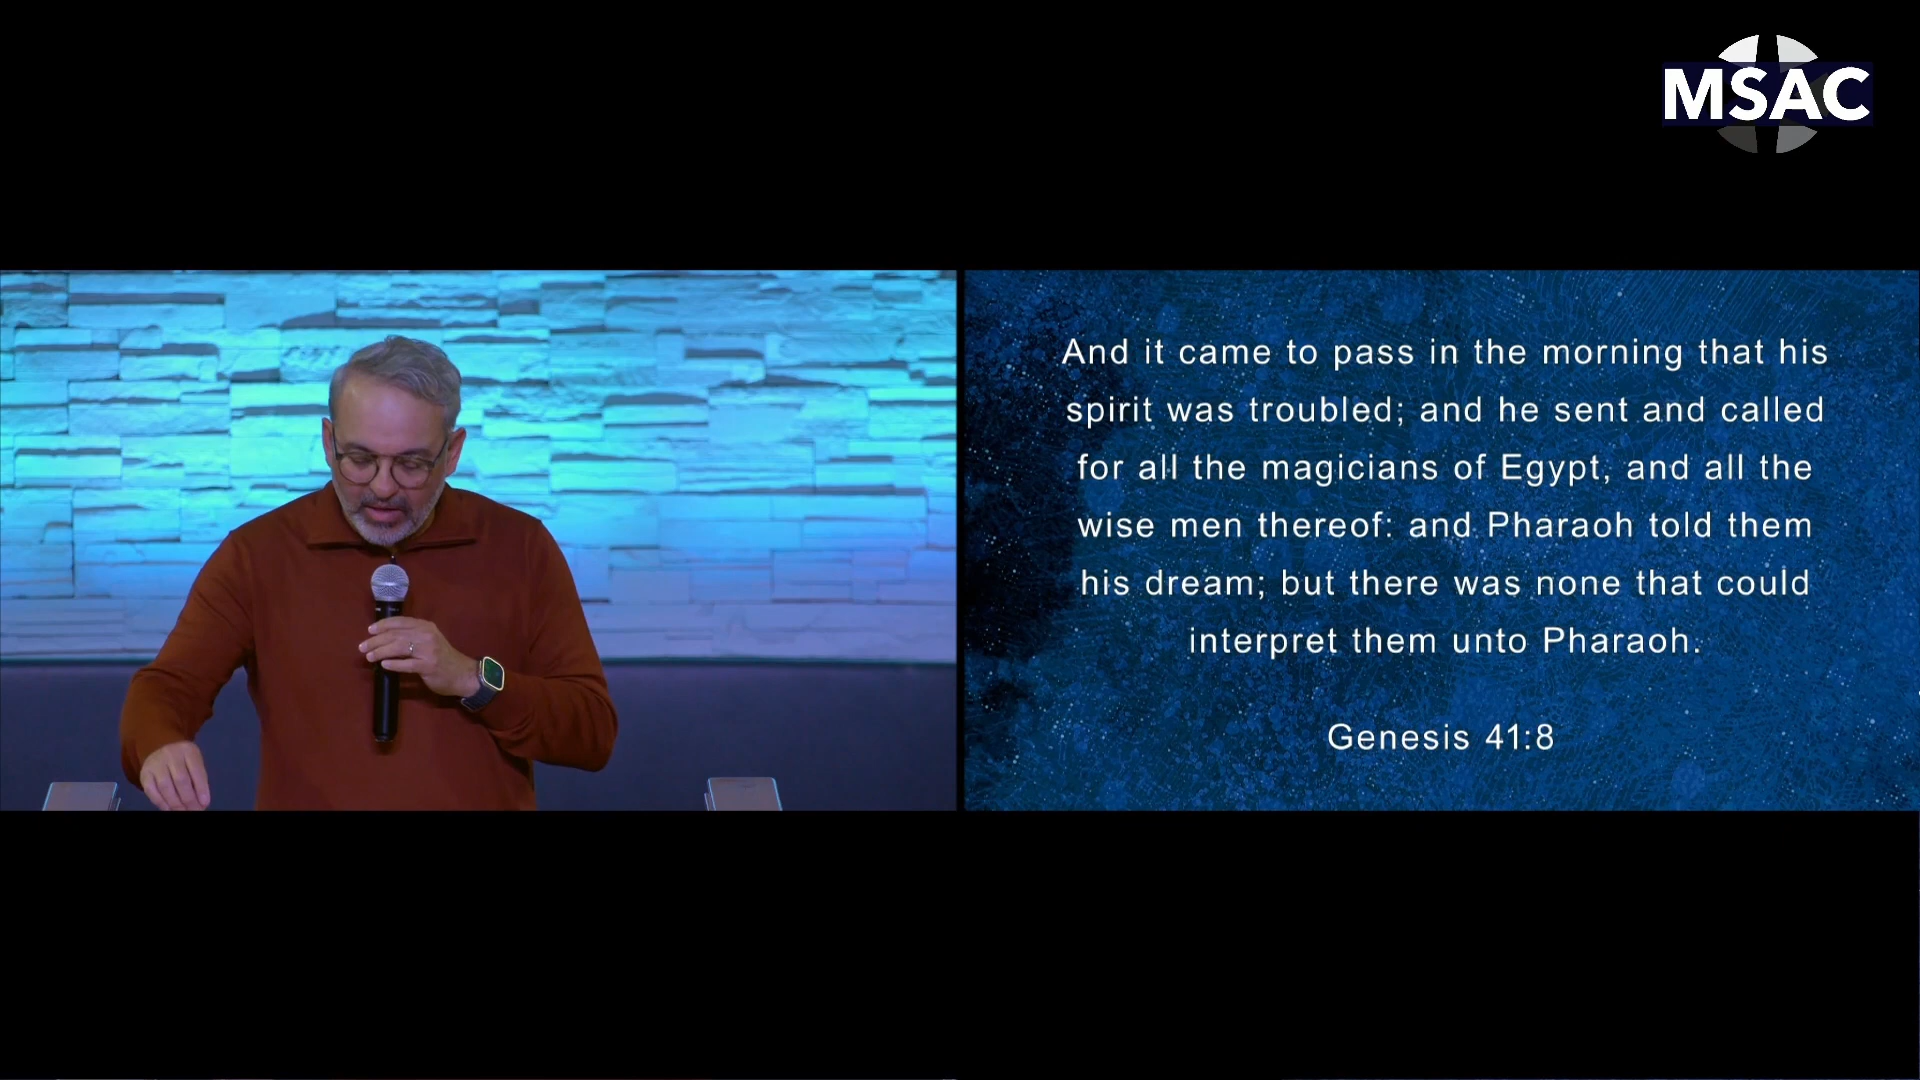 MSAC
And it came to pass in the morning that his
spirit was troubled; and he sent and called
for all the magicians of Egypt, and all the
wise men thereof: and Pharaoh told them
his dream; but there was none that could
interpret them unto Pharaoh.
Genesis 41:8